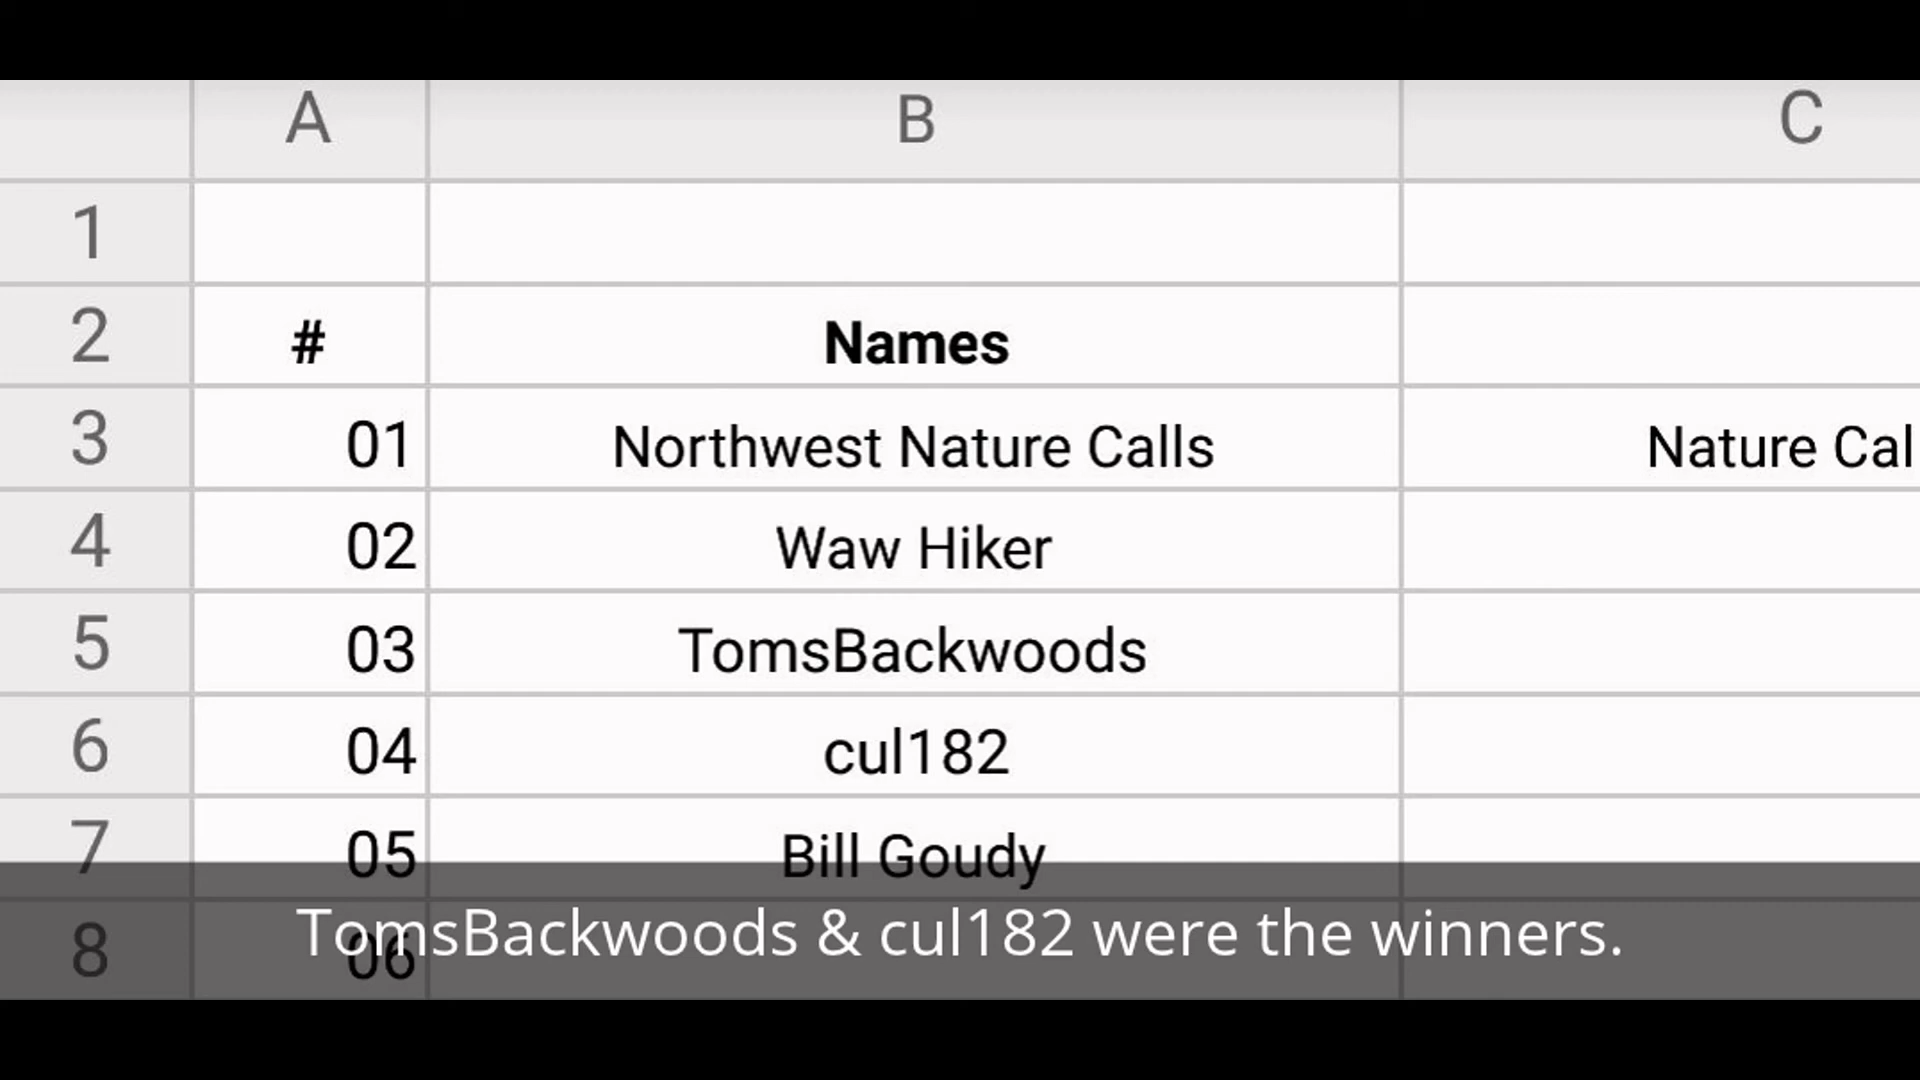 A B C
1
2 # Names
3 01 Northwest Nature Calls Nature Cal
4 02 Waw Hiker
5 03 TomsBackwoods
6 04 cul182
7 05 Bill Goudy
8 06
TomsBackwoods & cul182 were the winners.